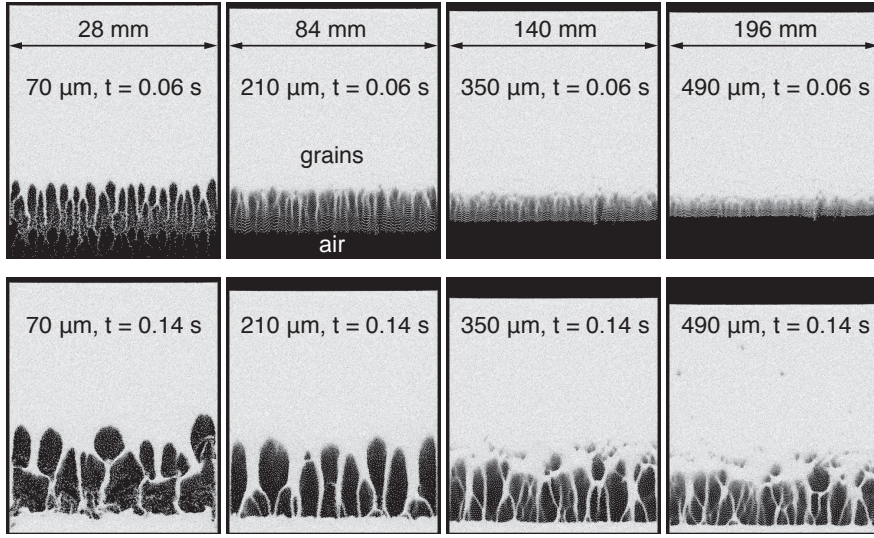 28 mm
84 mm
140 mm
196 mm
70 µm, t = 0.06 s
210 µm, t = 0.06 s
350 µm, t = 0.06 s
490 µm, t = 0.06 s
grains
air
70 µm, t = 0.14 s
210 µm, t = 0.14 s
350 µm, t = 0.14 s
490 µm, t = 0.14 s